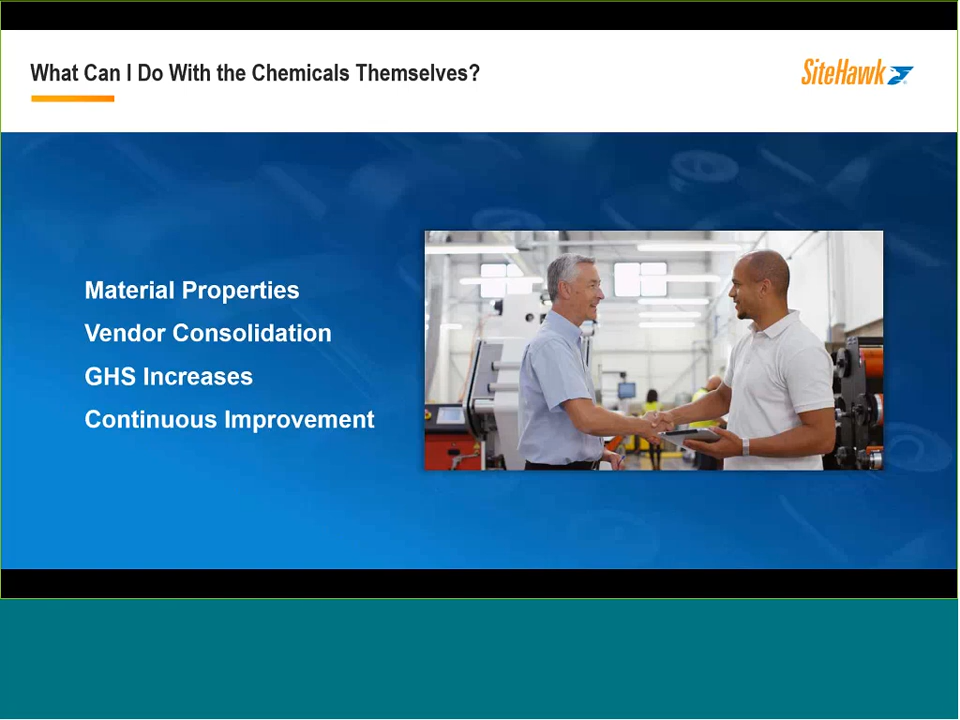 What Can I Do With the Chemicals Themselves?
SiteHawk
Material Properties
Vendor Consolidation
GHS Increases
Continuous Improvement